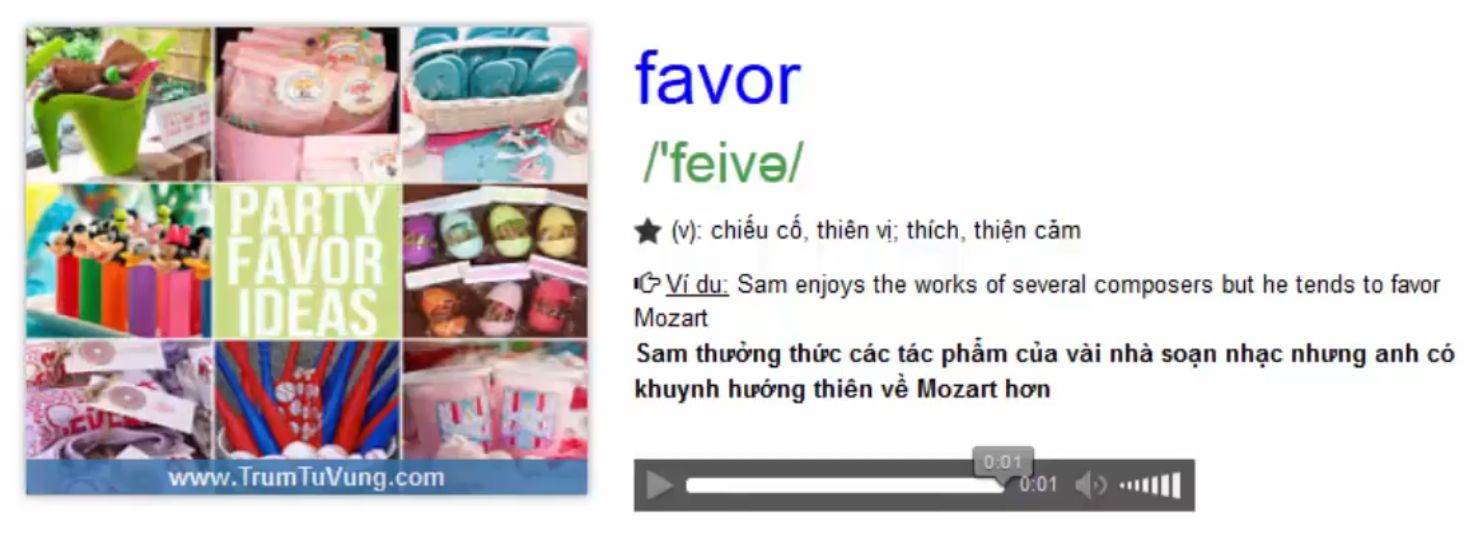 favor
/'feivə/
(v): chiếu cố, thiên vị; thích, thiện cảm
Ví dụ: Sam enjoys the works of several composers but he tends to favor
Mozart
Sam thưởng thức các tác phẩm của vài nhà soạn nhạc nhưng anh có
khuynh hướng thiên về Mozart hơn
PARTY
FAVOR
IDEAS
www.TrumTuVung.com
0:01
0:01